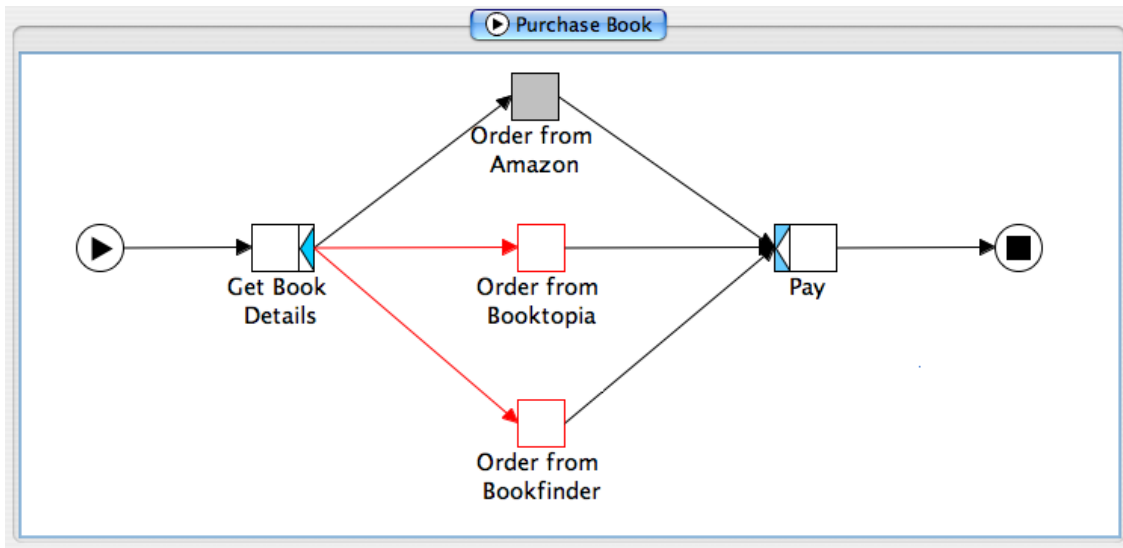 Purchase Book
Order from
Amazon
Get Book
Details
Order from
Booktopia
Pay
Order from
Bookfinder